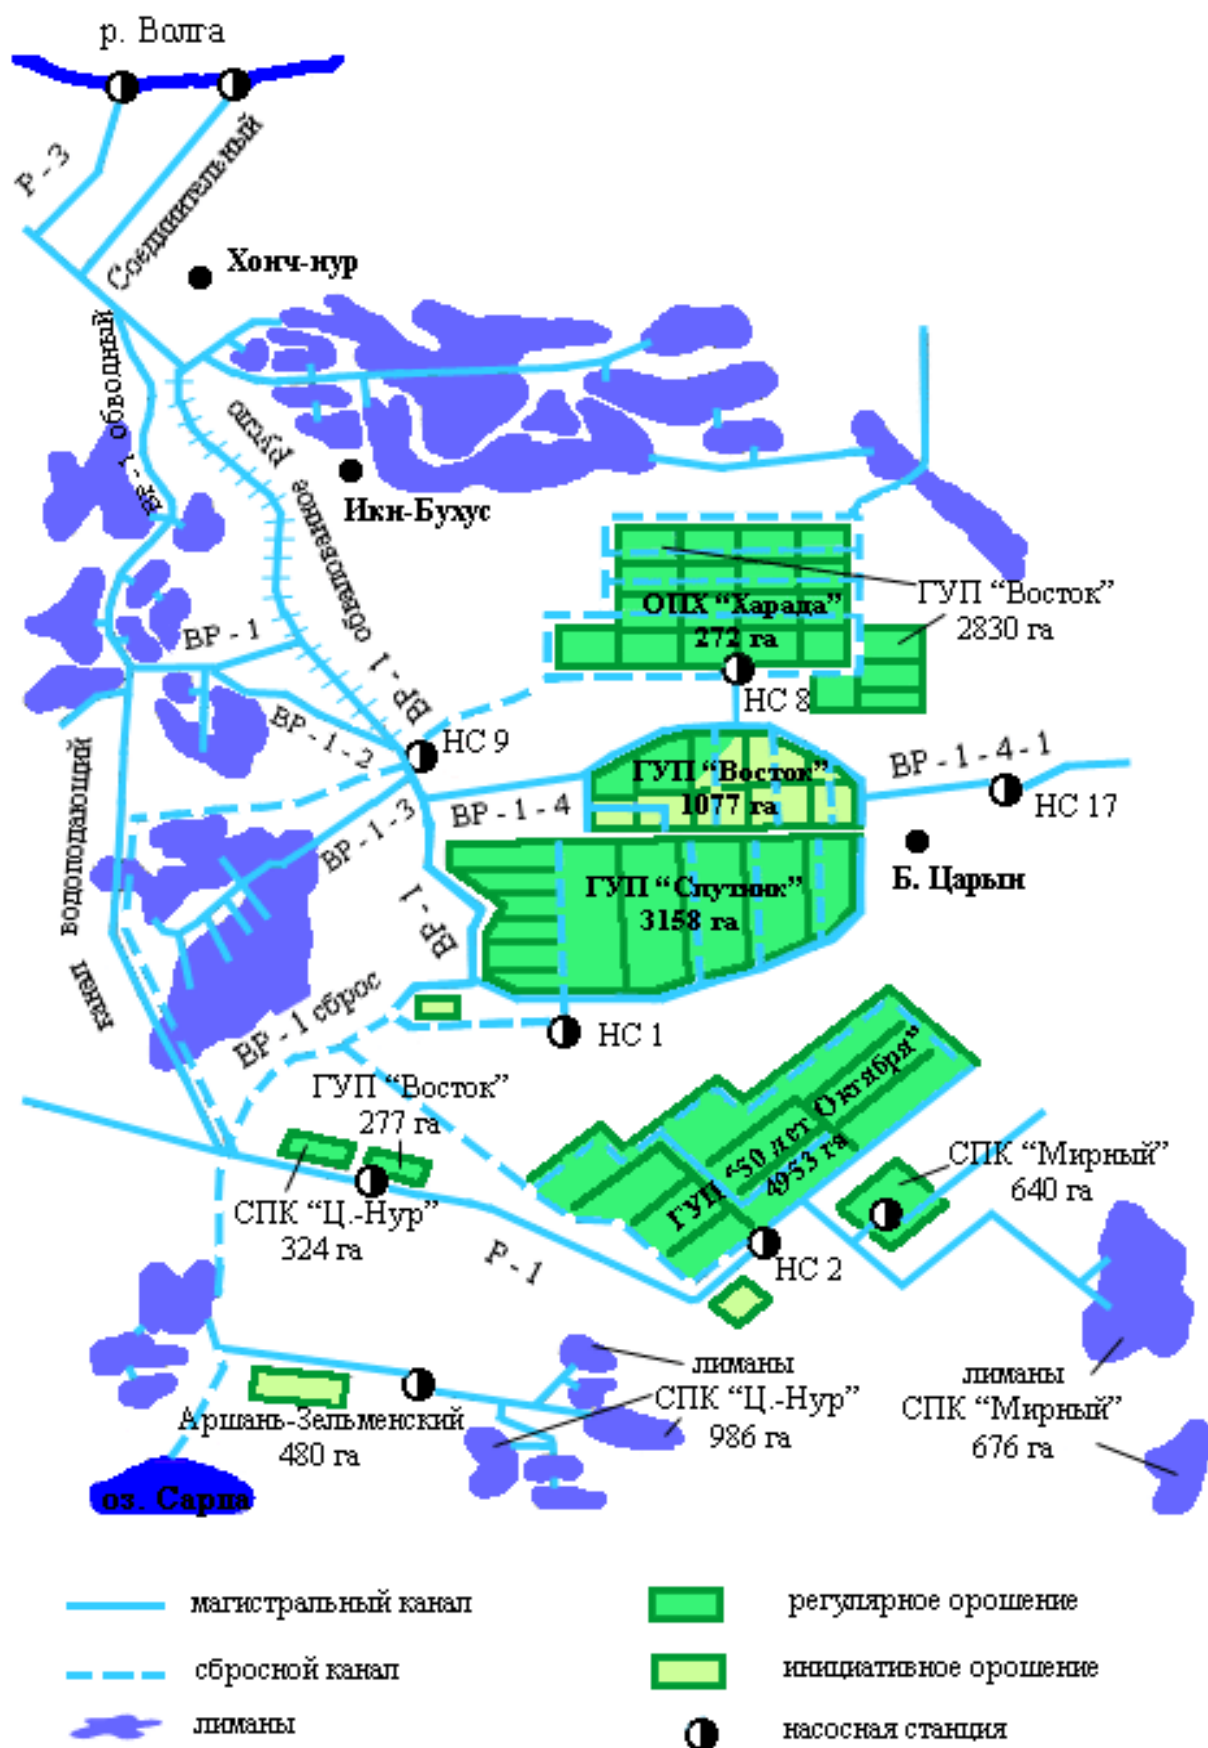 р. Волга
Р - 3
Соединительный
Хонч-нур
ВР-1 обводный
ВР - 1 обвалованное русло
Ики-Бухус
ОПХ “Харада”
272 га
ГУП “Восток”
2830 га
ВР - 1
ВР - 1 - 2
НС 8
НС 9
ГУП “Восток”
1077 га
ВР - 1 - 4 - 1
НС 17
ВР - 1 - 4
ВР - 1 - 3
Б. Царын
водоподающий
канал
ВР - 1
ГУП “Спутник”
3158 га
ВР - 1 сброс
НС 1
ГУП “Восток”
277 га
ГУП “50 лет Октября”
4953 га
СПК “Мирный”
640 га
СПК “Ц.-Нур”
324 га
Р - 1
НС 2
лиманы
СПК “Ц.-Нур”
986 га
лиманы
СПК “Мирный”
676 га
Аршань-Зельменский
480 га
оз. Сарпа
магистральный канал
регулярное орошение
сбросной канал
инициативное орошение
лиманы
насосная станция